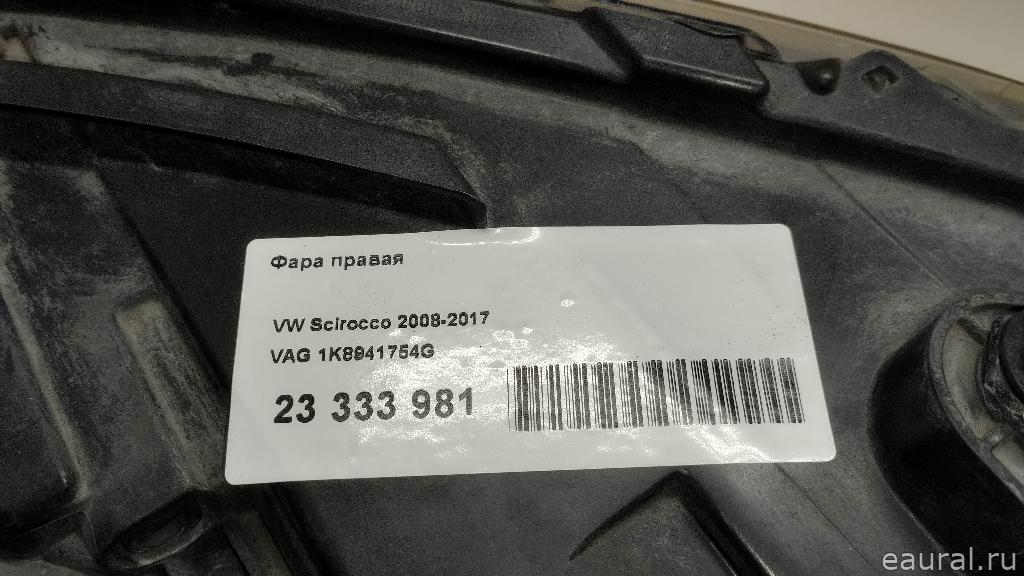 Фара правая
VW Scirocco 2008-2017
VAG 1K8941754G
23 333 981
eaural.ru